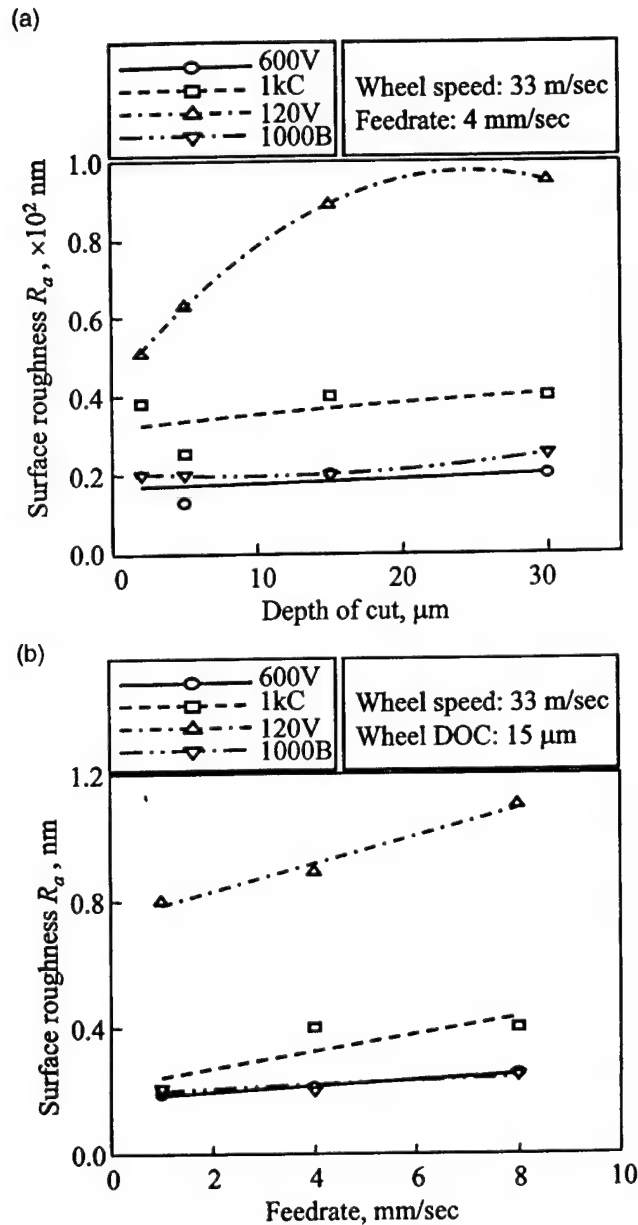 (a)
600V
1kC
120V
1000B
Wheel speed: 33 m/sec
Feedrate: 4 mm/sec
1.0
0.8
0.6
0.4
0.2
0.0
Surface roughness Ra, ×10² nm
0
10
20
30
Depth of cut, μm
(b)
600V
1kC
120V
1000B
Wheel speed: 33 m/sec
Wheel DOC: 15 μm
1.2
0.8
0.4
0.0
Surface roughness Ra, nm
0
2
4
6
8
10
Feedrate, mm/sec